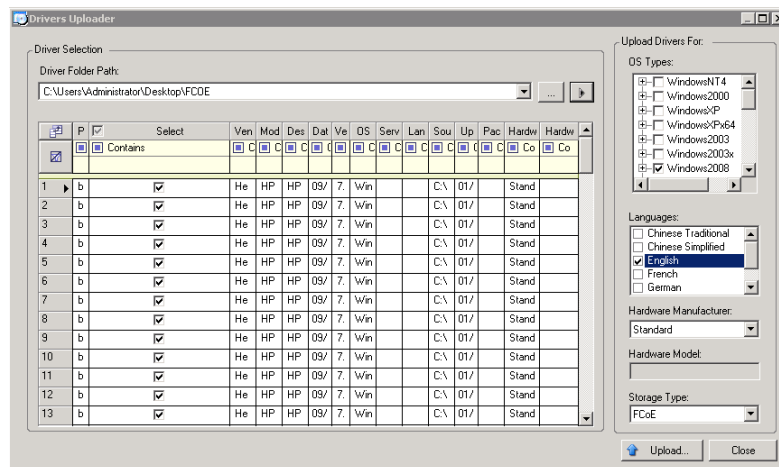 Drivers Uploader
Driver Selection
Driver Folder Path:
C:\Users\Administrator\Desktop\FCOE
...
P Select Ven Mod Des Dat Ve OS Serv Lan Sou Up Pac Hardw Hardw
Contains C C C ( C C C C C ( C Co Co
1 b He HP HP 09/ 7. Win C:\ 01/ Stand
2 b He HP HP 09/ 7. Win C:\ 01/ Stand
3 b He HP HP 09/ 7. Win C:\ 01/ Stand
4 b He HP HP 09/ 7. Win C:\ 01/ Stand
5 b He HP HP 09/ 7. Win C:\ 01/ Stand
6 b He HP HP 09/ 7. Win C:\ 01/ Stand
7 b He HP HP 09/ 7. Win C:\ 01/ Stand
8 b He HP HP 09/ 7. Win C:\ 01/ Stand
9 b He HP HP 09/ 7. Win C:\ 01/ Stand
10 b He HP HP 09/ 7. Win C:\ 01/ Stand
11 b He HP HP 09/ 7. Win C:\ 01/ Stand
12 b He HP HP 09/ 7. Win C:\ 01/ Stand
13 b He HP HP 09/ 7. Win C:\ 01/ Stand
Upload Drivers For:
OS Types:
WindowsNT4
Windows2000
WindowsXP
WindowsXPx64
Windows2003
Windows2003x
Windows2008
Languages:
Chinese Traditional
Chinese Simplified
English
French
German
Hardware Manufacturer:
Standard
Hardware Model:
Storage Type:
FCoE
Upload... Close